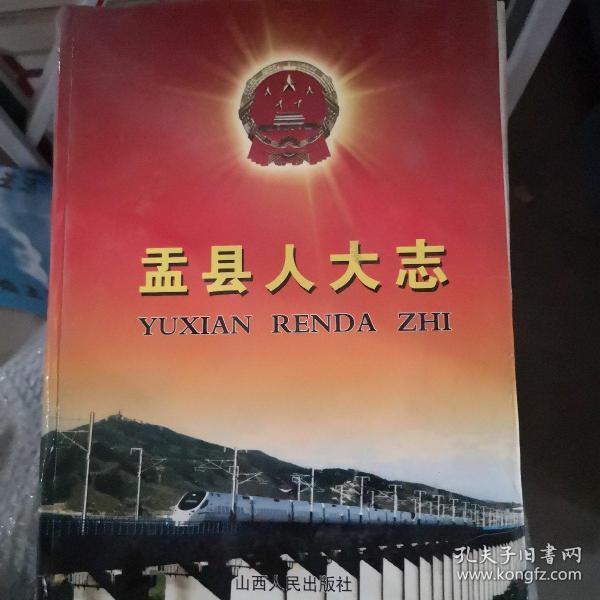 盂县人大志
YUXIAN RENDA ZHI
山西人民出版社
孔夫子旧书网
www.kongfz.com